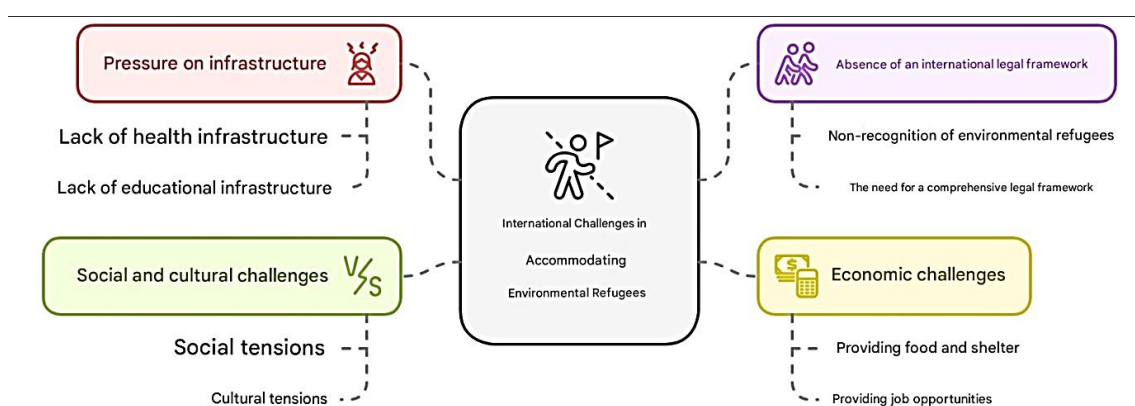 Pressure on infrastructure
Lack of health infrastructure
Lack of educational infrastructure
Social and cultural challenges
V/S
Social tensions
Cultural tensions
International Challenges in
Accommodating
Environmental Refugees
Absence of an international legal framework
Non-recognition of environmental refugees
The need for a comprehensive legal framework
$
Economic challenges
Providing food and shelter
Providing job opportunities